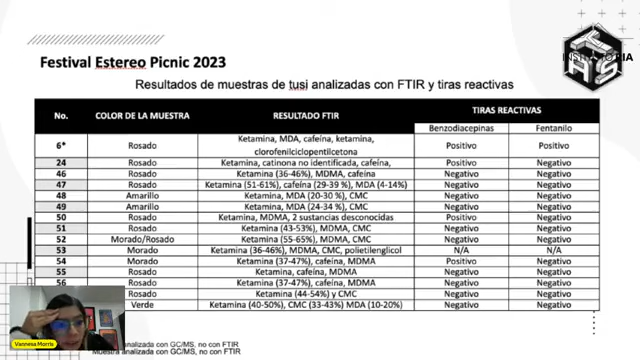 Festival Estereo Picnic 2023
INSTITUTO RIA
Resultados de muestras de tusi analizadas con FTIR y tiras reactivas
No. COLOR DE LA MUESTRA RESULTADO FTIR TIRAS REACTIVAS
Benzodiacepinas Fentanilo
6* Rosado Ketamina, MDA, cafeína, ketamina, clorofenilciclopentilcetona Positivo Positivo
24 Rosado Ketamina, catinona no identificada, cafeína, Positivo Negativo
46 Rosado Ketamina (36-46%), MDMA, cafeína Negativo Negativo
47 Rosado Ketamina (51-61%), cafeína (29-39 %), MDA (4-14%) Negativo Negativo
48 Amarillo Ketamina, MDA (20-30 %), CMC Negativo Negativo
49 Amarillo Ketamina, MDA (24-34 %), CMC Negativo Negativo
50 Rosado Ketamina, MDMA, 2 sustancias desconocidas Positivo Negativo
51 Rosado Ketamina (43-53%), MDMA, CMC Negativo Negativo
52 Morado/Rosado Ketamina (55-65%), MDMA, CMC Negativo Negativo
53 Morado Ketamina (36-46%), MDMA, CMC, polietilenglicol N/A N/A
54 Morado Ketamina (37-47%), cafeína, MDMA Positivo Negativo
55 Rosado Ketamina, cafeína, MDMA Negativo Negativo
56 Rosado Ketamina (37-47%), cafeína, MDMA Negativo Negativo
Rosado Ketamina (44-54%) y CMC Negativo Negativo
Verde Ketamina (40-50%), CMC (33-43%) MDA (10-20%) Negativo Negativo
analizada con GC/MS, no con FTIR
Muestra analizada con GC/MS, no con FTIR
Vannesa Morris